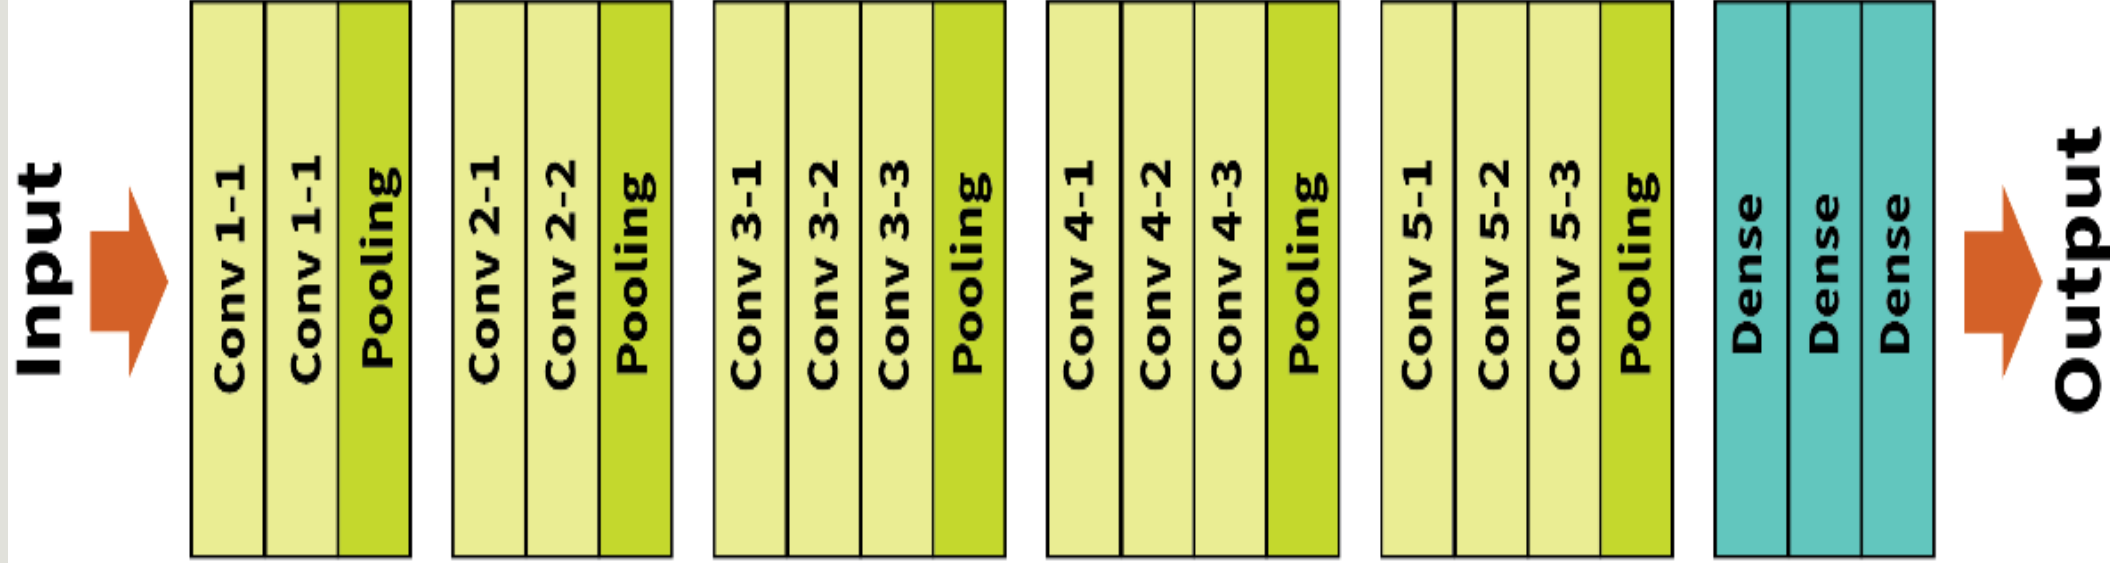 Input
Conv 1-1
Conv 1-1
Pooling
Conv 2-1
Conv 2-2
Pooling
Conv 3-1
Conv 3-2
Conv 3-3
Pooling
Conv 4-1
Conv 4-2
Conv 4-3
Pooling
Conv 5-1
Conv 5-2
Conv 5-3
Pooling
Dense
Dense
Dense
Output